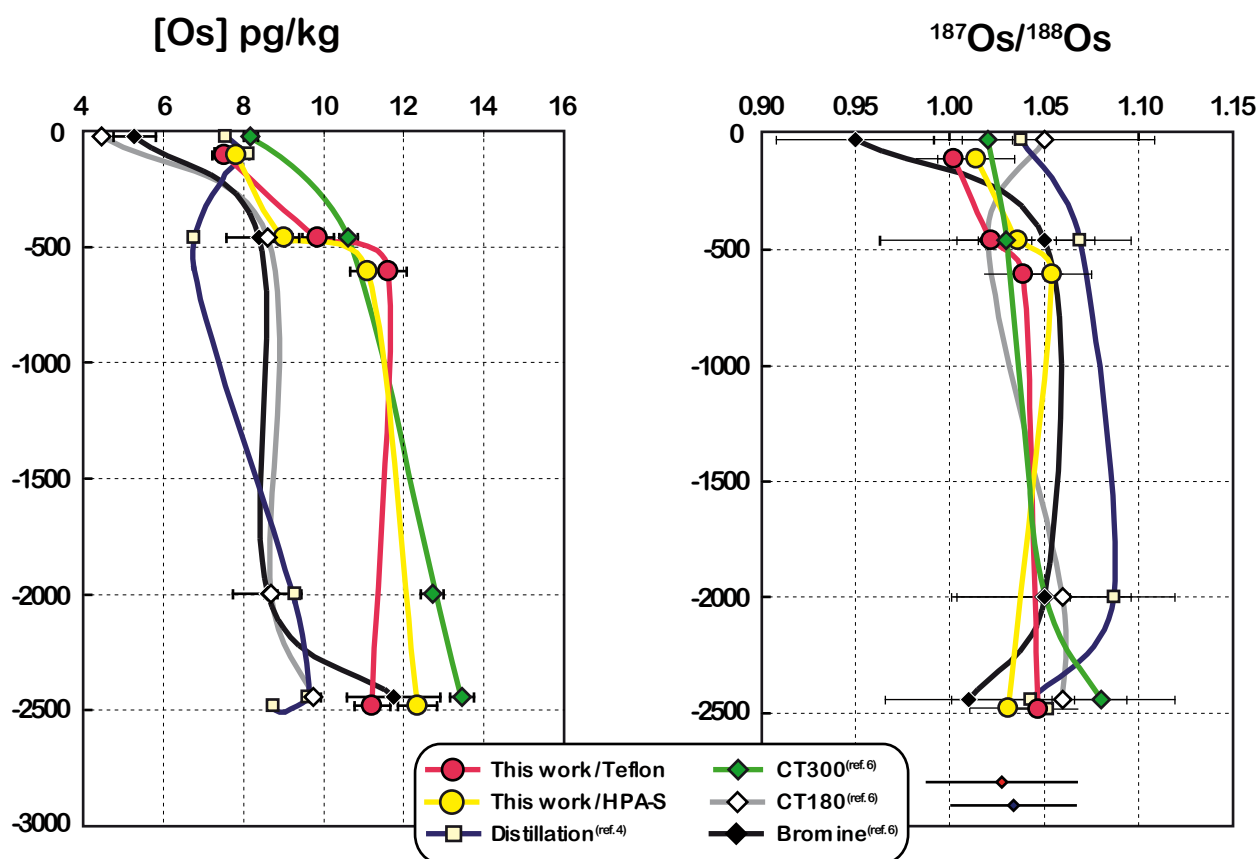 [Os] pg/kg
187Os/188Os
4 6 8 10 12 14 16
0.90 0.95 1.00 1.05 1.10 1.15
0
-500
-1000
-1500
-2000
-2500
-3000
0
-500
-1000
-1500
-2000
-2500
This work/Teflon
This work/HPA-S
Distillation(ref.4)
CT300(ref.6)
CT180(ref.6)
Bromine(ref.6)